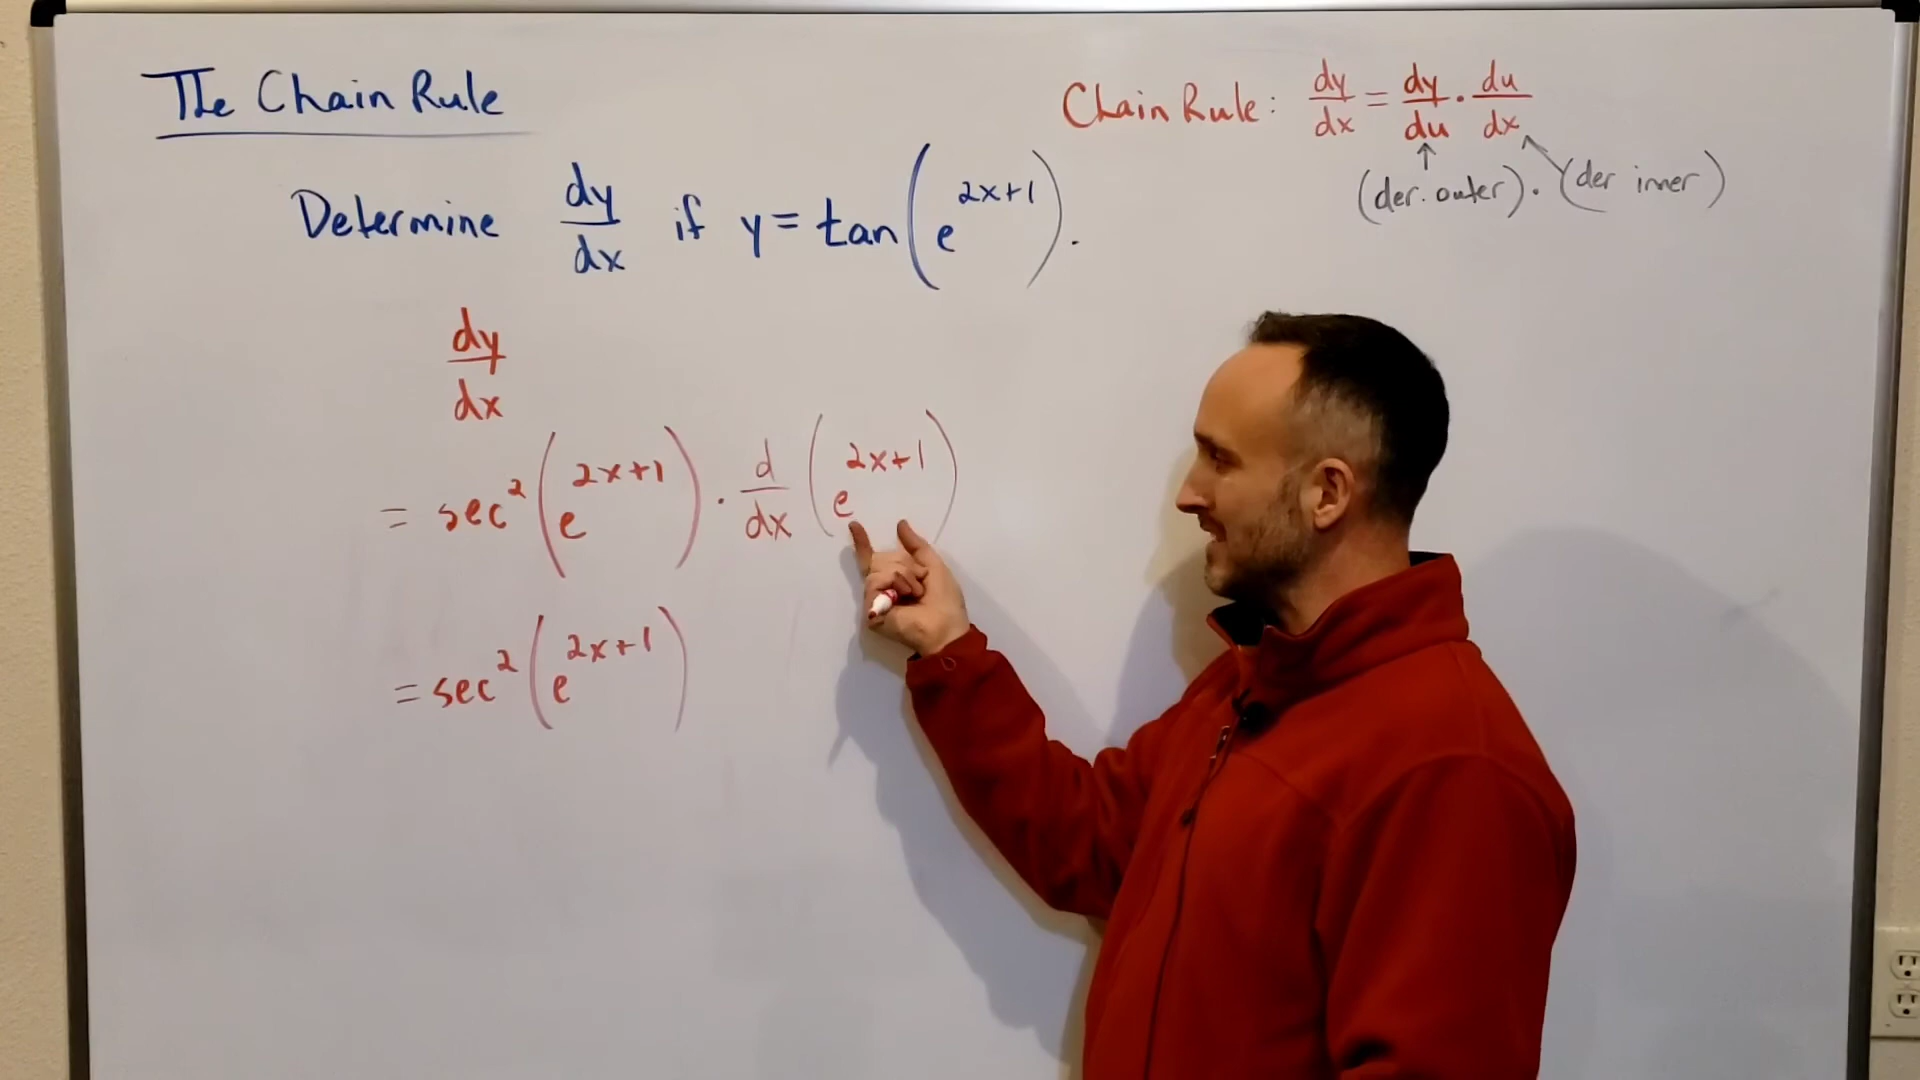 The Chain Rule
Chain Rule: dy/dx = dy/du · du/dx
(der. outer) · (der inner)
Determine dy/dx if y = tan(e^(2x+1)).
dy/dx
= sec²(e^(2x+1)) · d/dx (e^(2x+1))
= sec²(e^(2x+1))